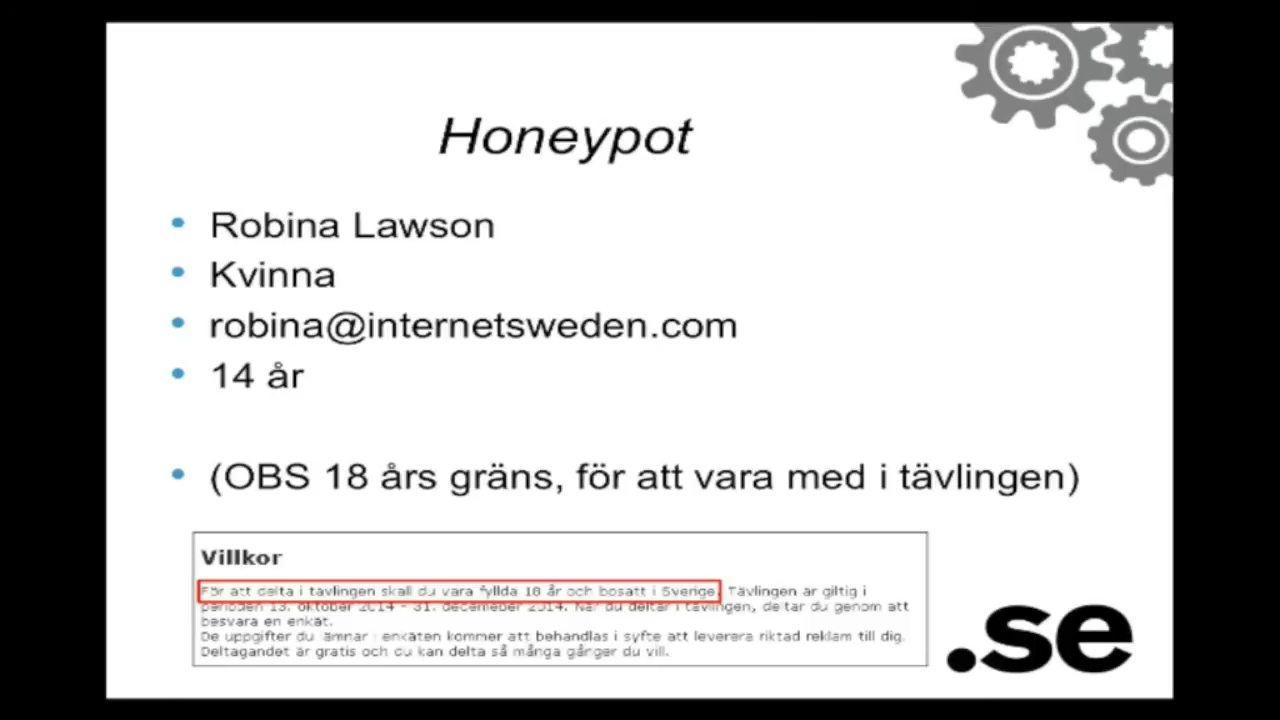 Honeypot
Robina Lawson
Kvinna
robina@internetsweden.com
14 år
(OBS 18 års gräns, för att vara med i tävlingen)
Villkor
För att delta i tävlingen skall du vara fyllda 18 år och bosatt i Sverige. Tävlingen är giltig i
perioden 13. oktober 2014 - 31. decemeber 2014. När du deltar i tävlingen, deltar du genom att
besvara en enkät.
De uppgifter du lämnar i enkäten kommer att behandlas i syfte att leverera riktad reklam till dig.
Deltagandet är gratis och du kan delta så många gånger du vill.
.se